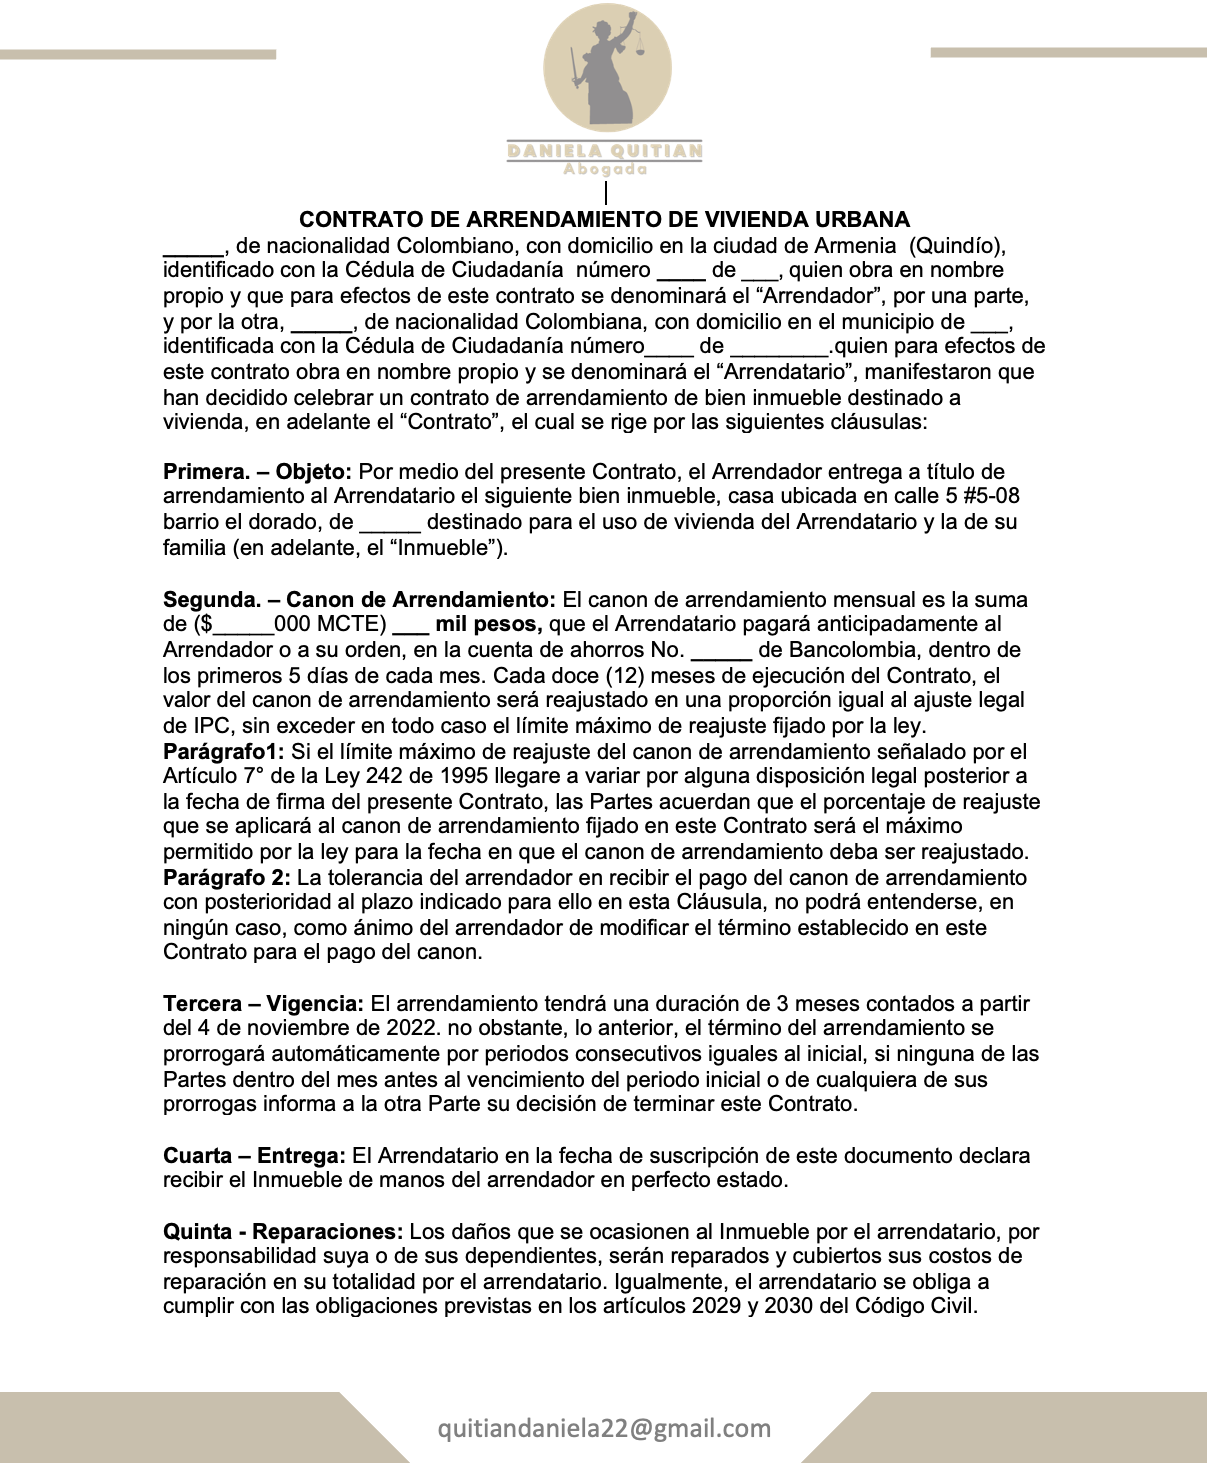 DANIELA QUITIAN
Abogada
CONTRATO DE ARRENDAMIENTO DE VIVIENDA URBANA
_____, de nacionalidad Colombiano, con domicilio en la ciudad de Armenia  (Quindío),
identificado con la Cédula de Ciudadanía  número ____ de ___, quien obra en nombre
propio y que para efectos de este contrato se denominará el “Arrendador”, por una parte,
y por la otra, _____, de nacionalidad Colombiana, con domicilio en el municipio de ___,
identificada con la Cédula de Ciudadanía número____ de ________.quien para efectos de
este contrato obra en nombre propio y se denominará el “Arrendatario”, manifestaron que
han decidido celebrar un contrato de arrendamiento de bien inmueble destinado a
vivienda, en adelante el “Contrato”, el cual se rige por las siguientes cláusulas:
Primera. – Objeto: Por medio del presente Contrato, el Arrendador entrega a título de
arrendamiento al Arrendatario el siguiente bien inmueble, casa ubicada en calle 5 #5-08
barrio el dorado, de _____ destinado para el uso de vivienda del Arrendatario y la de su
familia (en adelante, el “Inmueble”).
Segunda. – Canon de Arrendamiento: El canon de arrendamiento mensual es la suma
de ($_____000 MCTE) ___ mil pesos, que el Arrendatario pagará anticipadamente al
Arrendador o a su orden, en la cuenta de ahorros No. _____ de Bancolombia, dentro de
los primeros 5 días de cada mes. Cada doce (12) meses de ejecución del Contrato, el
valor del canon de arrendamiento será reajustado en una proporción igual al ajuste legal
de IPC, sin exceder en todo caso el límite máximo de reajuste fijado por la ley.
Parágrafo1: Si el límite máximo de reajuste del canon de arrendamiento señalado por el
Artículo 7° de la Ley 242 de 1995 llegare a variar por alguna disposición legal posterior a
la fecha de firma del presente Contrato, las Partes acuerdan que el porcentaje de reajuste
que se aplicará al canon de arrendamiento fijado en este Contrato será el máximo
permitido por la ley para la fecha en que el canon de arrendamiento deba ser reajustado.
Parágrafo 2: La tolerancia del arrendador en recibir el pago del canon de arrendamiento
con posterioridad al plazo indicado para ello en esta Cláusula, no podrá entenderse, en
ningún caso, como ánimo del arrendador de modificar el término establecido en este
Contrato para el pago del canon.
Tercera – Vigencia: El arrendamiento tendrá una duración de 3 meses contados a partir
del 4 de noviembre de 2022. no obstante, lo anterior, el término del arrendamiento se
prorrogará automáticamente por periodos consecutivos iguales al inicial, si ninguna de las
Partes dentro del mes antes al vencimiento del periodo inicial o de cualquiera de sus
prorrogas informa a la otra Parte su decisión de terminar este Contrato.
Cuarta – Entrega: El Arrendatario en la fecha de suscripción de este documento declara
recibir el Inmueble de manos del arrendador en perfecto estado.
Quinta - Reparaciones: Los daños que se ocasionen al Inmueble por el arrendatario, por
responsabilidad suya o de sus dependientes, serán reparados y cubiertos sus costos de
reparación en su totalidad por el arrendatario. Igualmente, el arrendatario se obliga a
cumplir con las obligaciones previstas en los artículos 2029 y 2030 del Código Civil.
quitiandaniela22@gmail.com